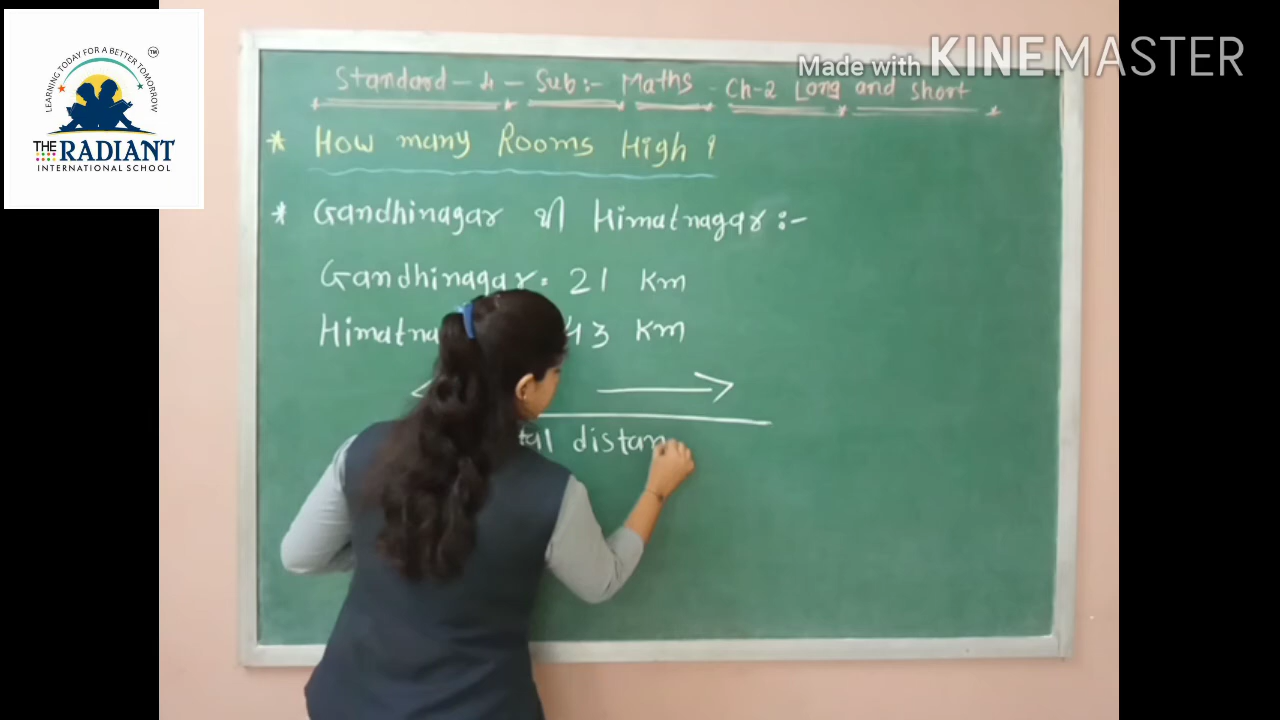 LEARNING TODAY FOR A BETTER TOMORROW
TM
THE RADIANT
INTERNATIONAL SCHOOL
Made with KINEMASTER
Standard - 4 - Sub:- Maths - Ch-2 Long and short
* How many Rooms High ?
* Gandhinagar થી Himatnagar :-
Gandhinagar = 21 Km
Himatna 43 Km
tal distan